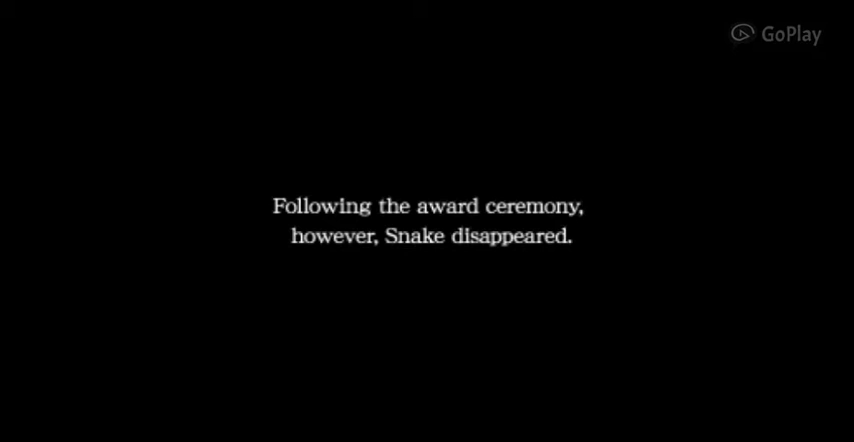 GoPlay
Following the award ceremony,
however, Snake disappeared.